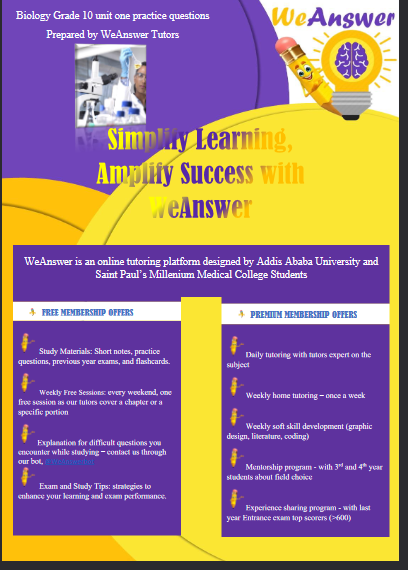 Biology Grade 10 unit one practice questions
Prepared by WeAnswer Tutors
WeAnswer
Simplify Learning,
Amplify Success with
WeAnswer
WeAnswer is an online tutoring platform designed by Addis Ababa University and
Saint Paul's Millenium Medical College Students
FREE MEMBERSHIP OFFERS
Study Materials: Short notes, practice
questions, previous year exams, and flashcards.
Weekly Free Sessions: every weekend, one
free session as our tutors cover a chapter or a
specific portion
Explanation for difficult questions you
encounter while studying – contact us through
our bot,
Exam and Study Tips: strategies to
enhance your learning and exam performance.
PREMIUM MEMBERSHIP OFFERS
Daily tutoring with tutors expert on the
subject
Weekly home tutoring – once a week
Weekly soft skill development (graphic
design, literature, coding)
Mentorship program - with 3rd and 4th year
students about field choice
Experience sharing program - with last
year Entrance exam top scorers (>600)